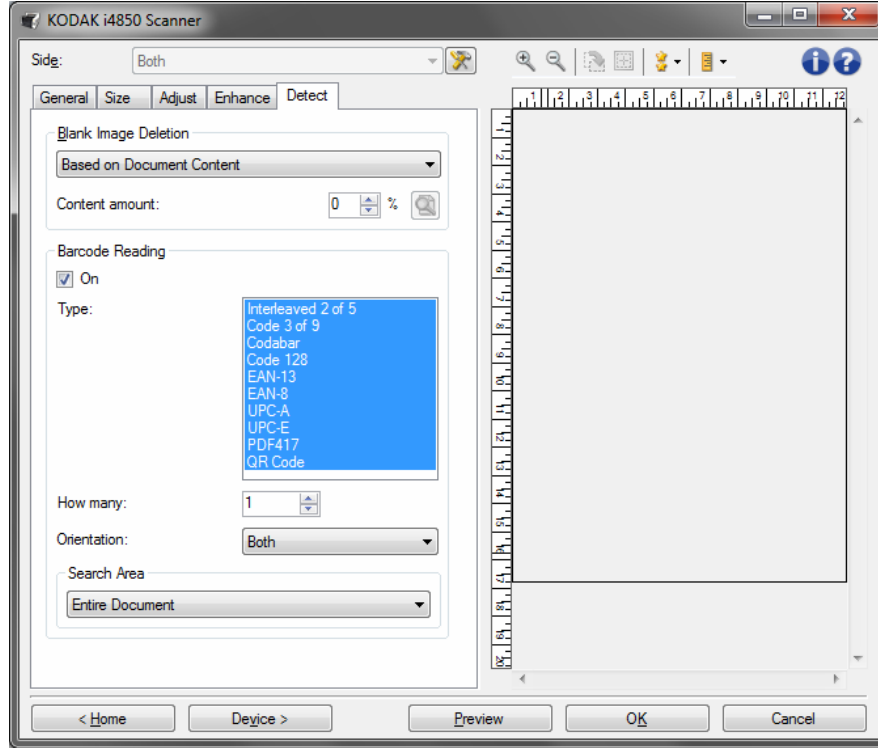 KODAK i4850 Scanner
Side: Both
General Size Adjust Enhance Detect
Blank Image Deletion
Based on Document Content
Content amount: 0 %
Barcode Reading
On
Type:
Interleaved 2 of 5
Code 3 of 9
Codabar
Code 128
EAN-13
EAN-8
UPC-A
UPC-E
PDF417
QR Code
How many: 1
Orientation: Both
Search Area
Entire Document
1 2 3 4 5 6 7 8 9 10 11 12
1
2
3
4
5
6
7
8
9
10
11
12
13
14
15
16
17
18
19
20
< Home Device > Preview OK Cancel